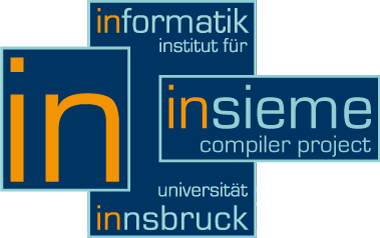 informatik
institut für
in
insieme
compiler project
universität
innsbruck